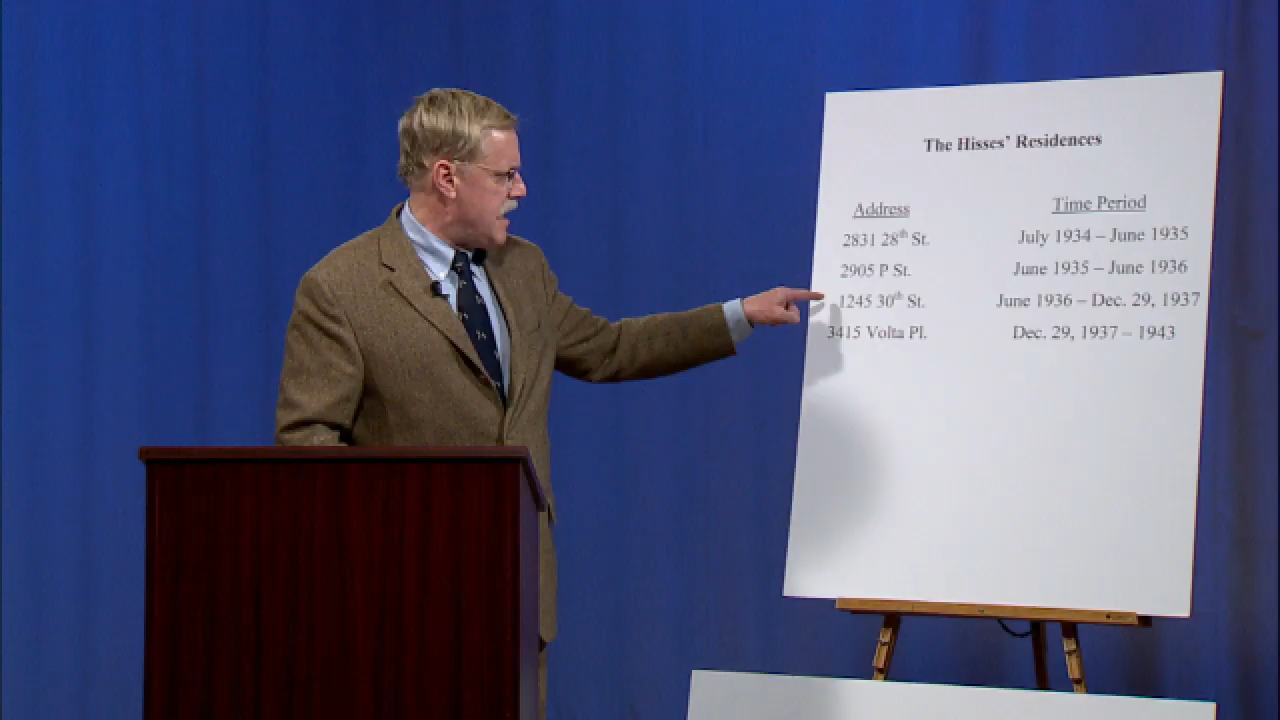 The Hisses' Residences
Address Time Period
2831 28th St. July 1934 – June 1935
2905 P St. June 1935 – June 1936
1245 30th St. June 1936 – Dec. 29, 1937
3415 Volta Pl. Dec. 29, 1937 – 1943